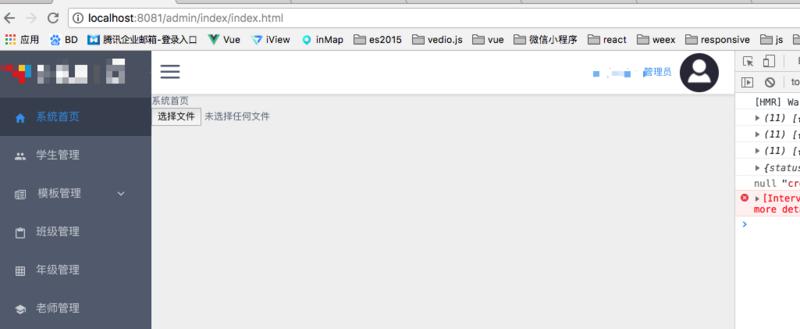 localhost:8081/admin/index/index.html
应用 BD 腾讯企业邮箱-登录入口 Vue iView inMap es2015 vedio.js vue 微信小程序 react weex responsive js
管理员
系统首页
选择文件 未选择任何文件
系统首页
学生管理
模板管理
班级管理
年级管理
老师管理
to
[HMR] Wa
(11) [
(11) [
(11) [
{status
null "cr
[Interv
more deta